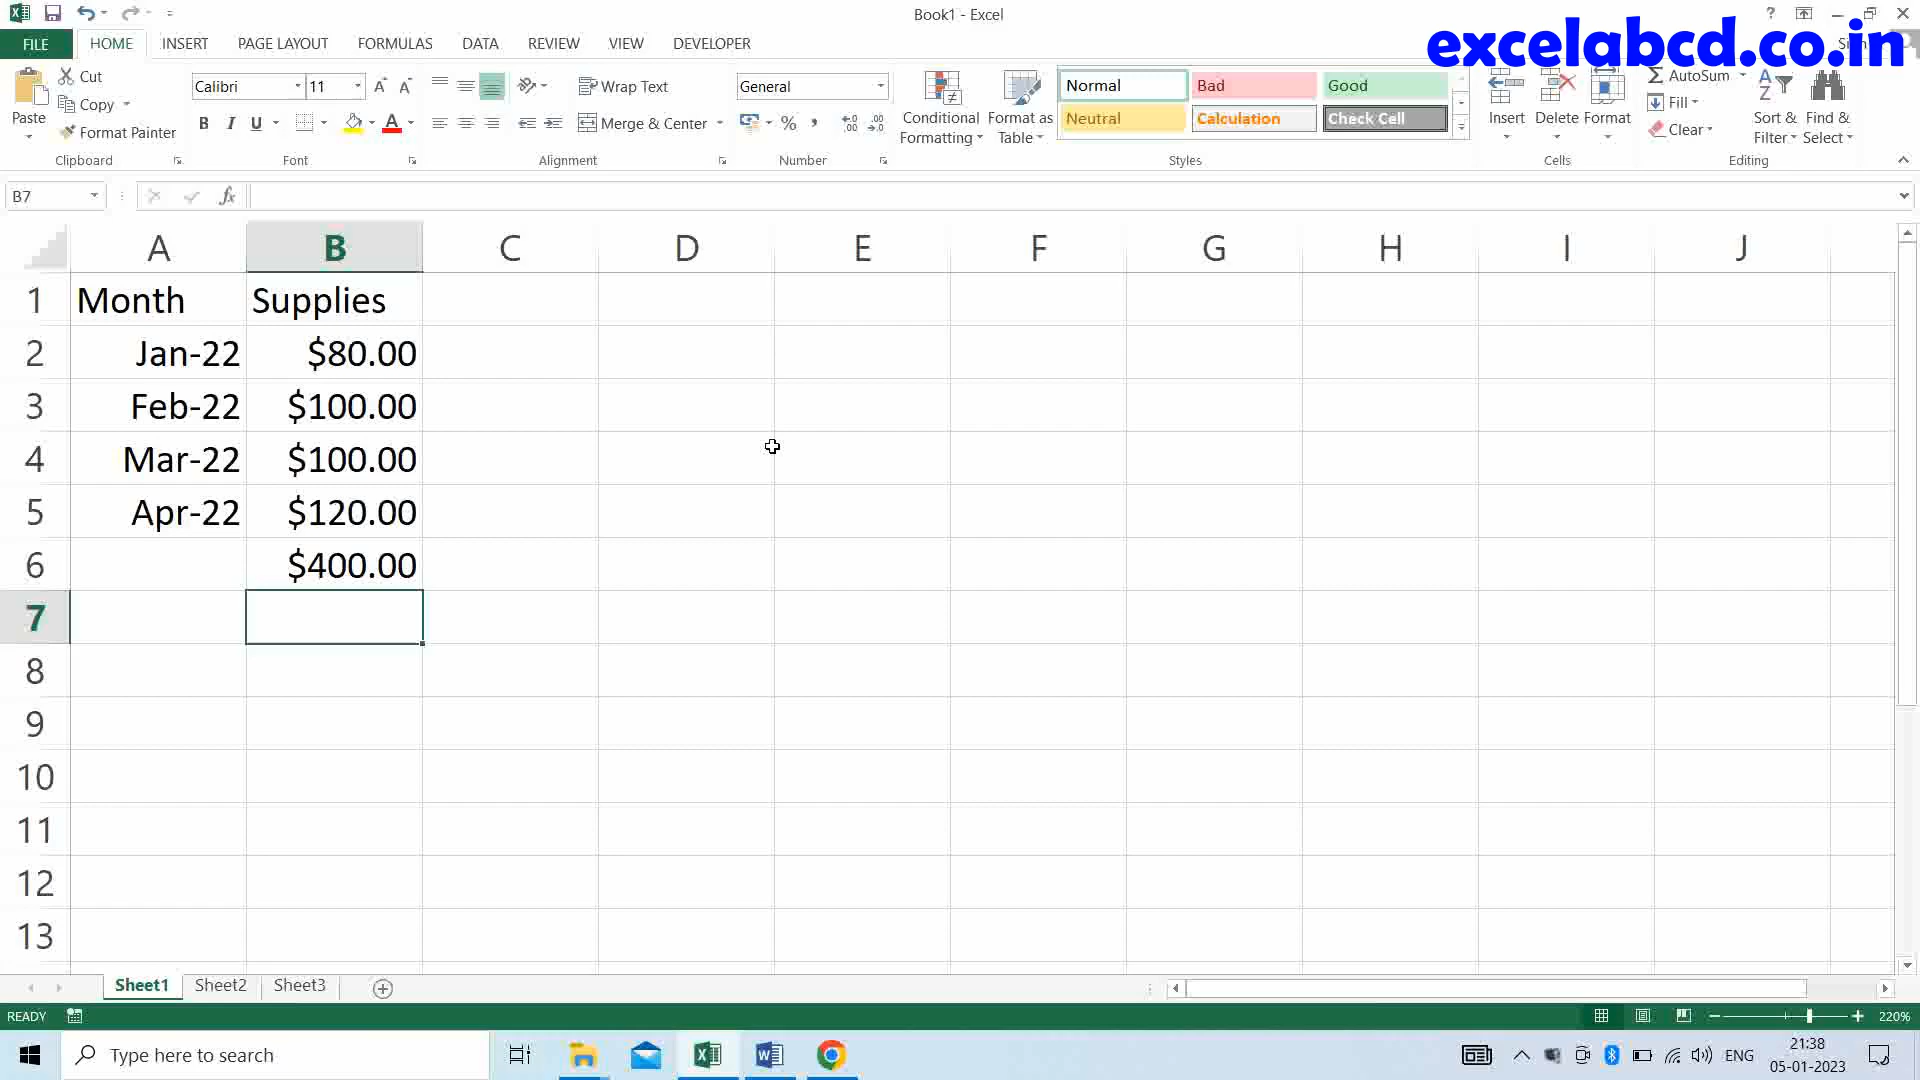 Book1 - Excel
FILE HOME INSERT PAGE LAYOUT FORMULAS DATA REVIEW VIEW DEVELOPER
excelabcd.co.in
Cut
Copy
Format Painter
Paste
Clipboard
Calibri 11
B I U A
Font
Wrap Text
Merge & Center
Alignment
General
%
Number
Conditional Formatting
Format as Table
Normal Bad Good
Neutral Calculation Check Cell
Styles
Insert Delete Format
Cells
AutoSum
Fill
Clear
Sort & Filter
Find & Select
Editing
B7 fx
A B C D E F G H I J
1 Month Supplies
2 Jan-22 $80.00
3 Feb-22 $100.00
4 Mar-22 $100.00
5 Apr-22 $120.00
6 $400.00
7
8
9
10
11
12
13
Sheet1 Sheet2 Sheet3
READY 220%
Type here to search
ENG
21:38
05-01-2023